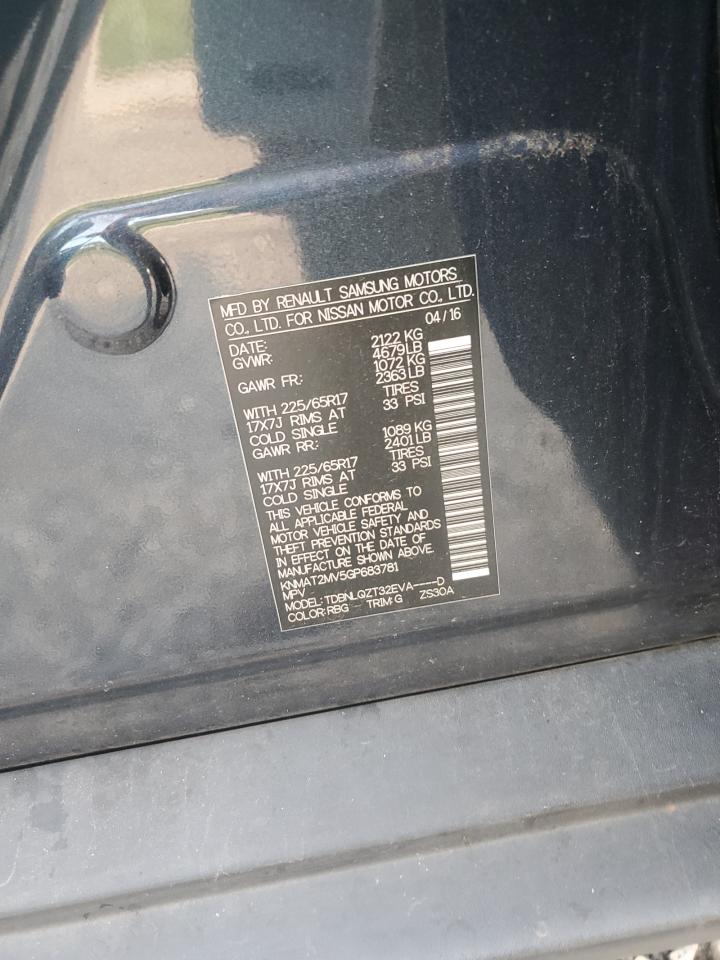 MFD BY RENAULT SAMSUNG MOTORS
CO., LTD. FOR NISSAN MOTOR CO., LTD.
DATE: 04/16
GVWR: 2122 KG
4679 LB
GAWR FR: 1072 KG
2363 LB
WITH 225/65R17 TIRES
17X7J RIMS AT 33 PSI
COLD SINGLE
GAWR RR: 1089 KG
2401 LB
WITH 225/65R17 TIRES
17X7J RIMS AT 33 PSI
COLD SINGLE
THIS VEHICLE CONFORMS TO
ALL APPLICABLE FEDERAL
MOTOR VEHICLE SAFETY AND
THEFT PREVENTION STANDARDS
IN EFFECT ON THE DATE OF
MANUFACTURE SHOWN ABOVE.
KNMAT2MV5GP683781
MPV
MODEL: TDBNLQZT32EVA----D
COLOR:RBG TRIM:G ZS30A